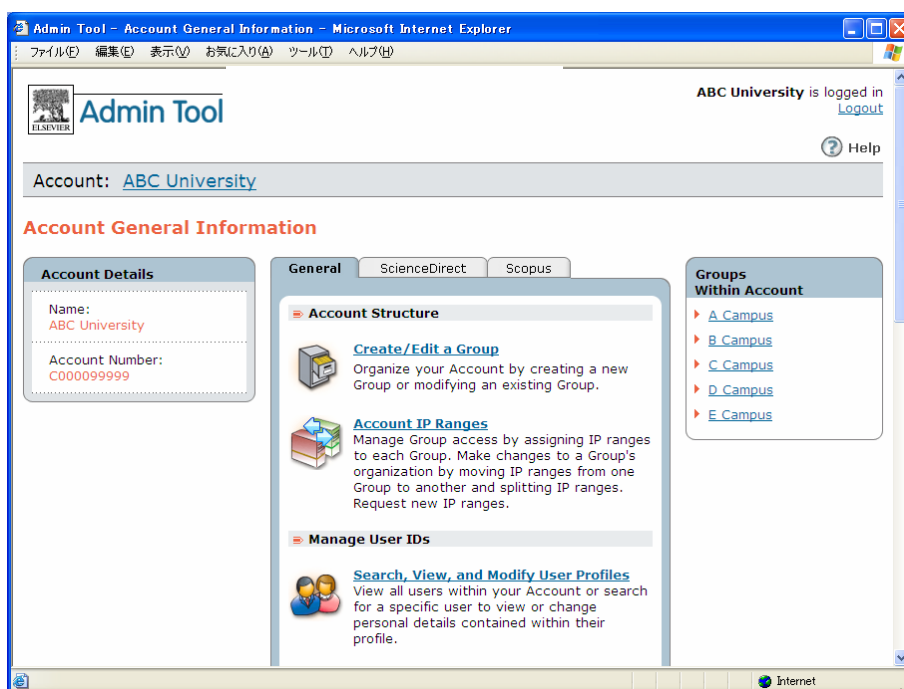 Admin Tool - Account General Information - Microsoft Internet Explorer
ファイル(F) 編集(E) 表示(V) お気に入り(A) ツール(T) ヘルプ(H)
ELSEVIER
Admin Tool
ABC University is logged in
Logout
? Help
Account: ABC University
Account General Information
Account Details
Name:
ABC University
Account Number:
C000099999
General ScienceDirect Scopus
Account Structure
Create/Edit a Group
Organize your Account by creating a new
Group or modifying an existing Group.
Account IP Ranges
Manage Group access by assigning IP ranges
to each Group. Make changes to a Group's
organization by moving IP ranges from one
Group to another and splitting IP ranges.
Request new IP ranges.
Manage User IDs
Search, View, and Modify User Profiles
View all users within your Account or search
for a specific user to view or change
personal details contained within their
profile.
Groups
Within Account
A Campus
B Campus
C Campus
D Campus
E Campus
Internet